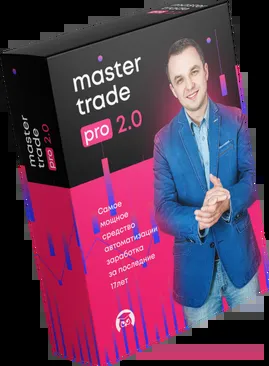 master
trade
pro 2.0
Самое
мощное
средство
автоматизации
заработка
за последние
17лет
master
trade
pro 2.0